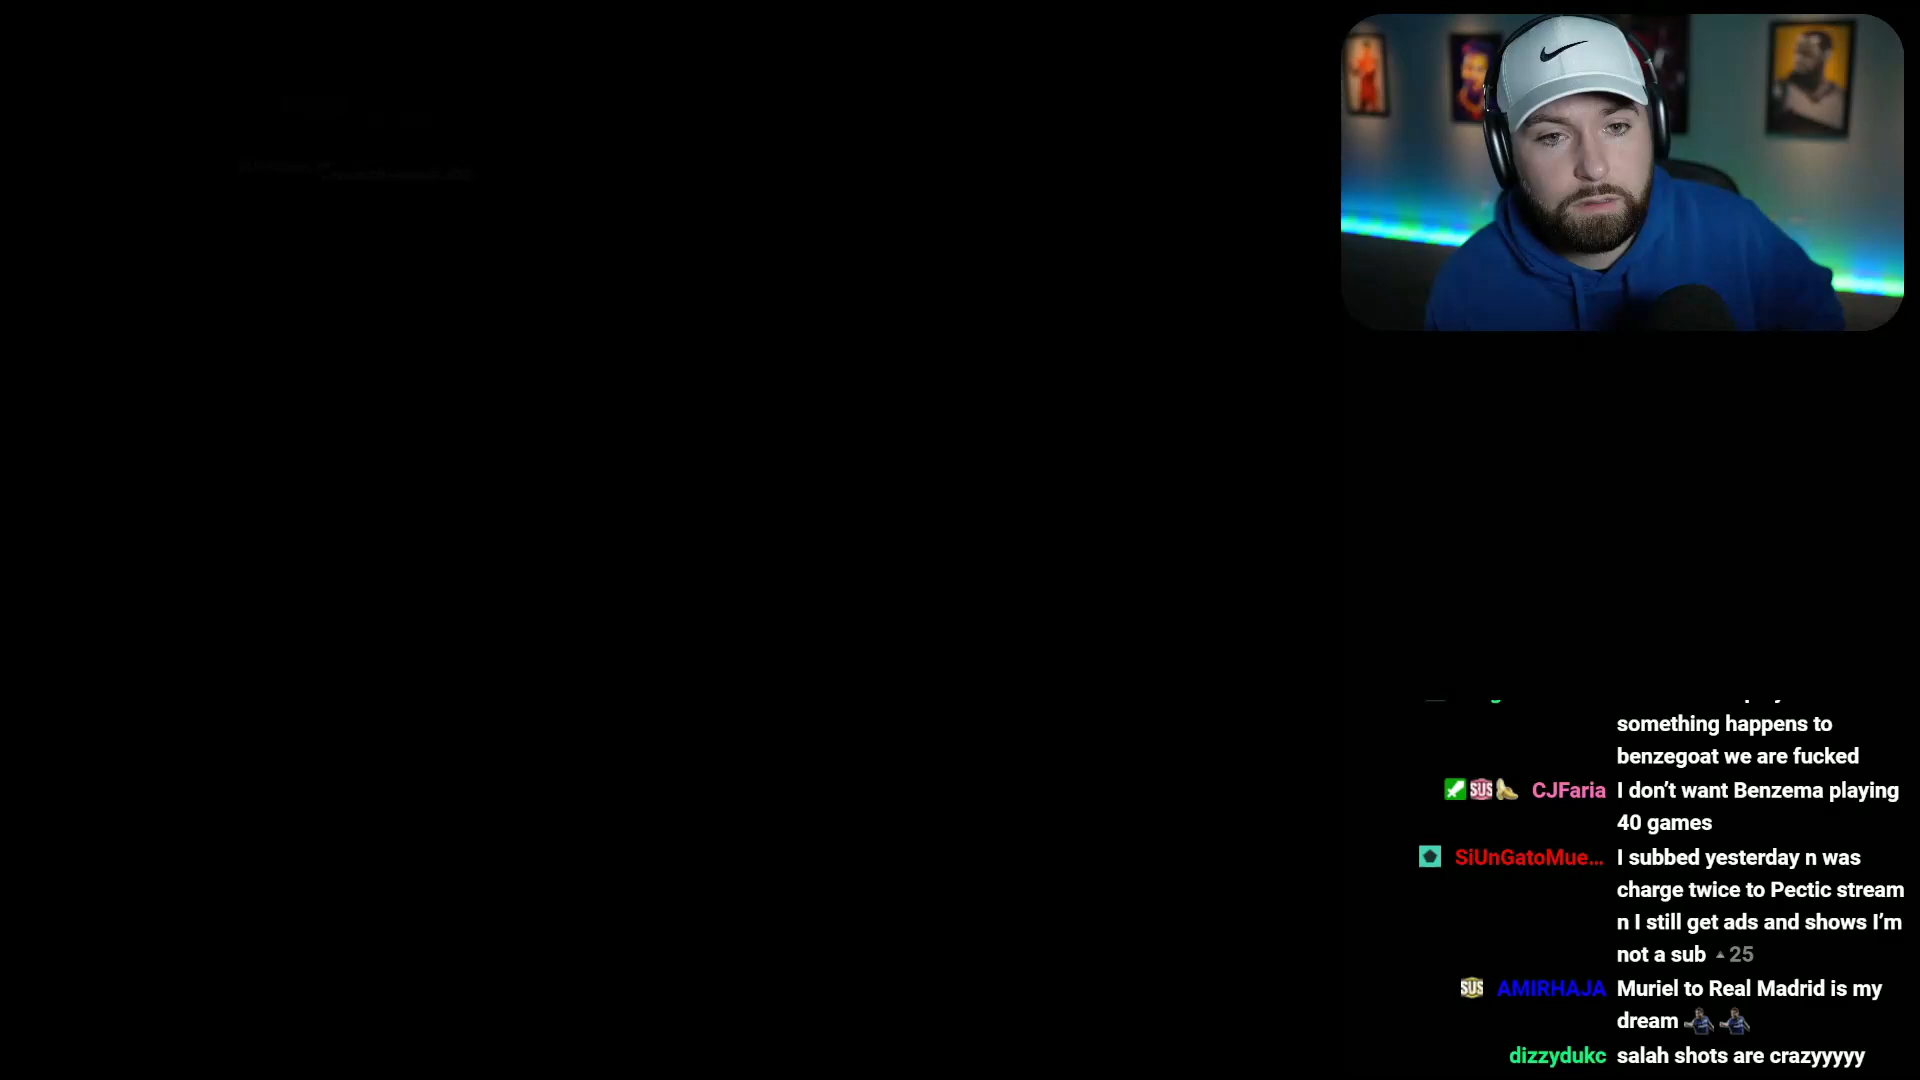 something happens to
benzegoat we are fucked
SUS CJFaria I don’t want Benzema playing
40 games
SiUnGatoMue... I subbed yesterday n was
charge twice to Pectic stream
n I still get ads and shows I’m
not a sub 25
SUS AMIRHAJA Muriel to Real Madrid is my
dream
dizzydukc salah shots are crazyyyyy